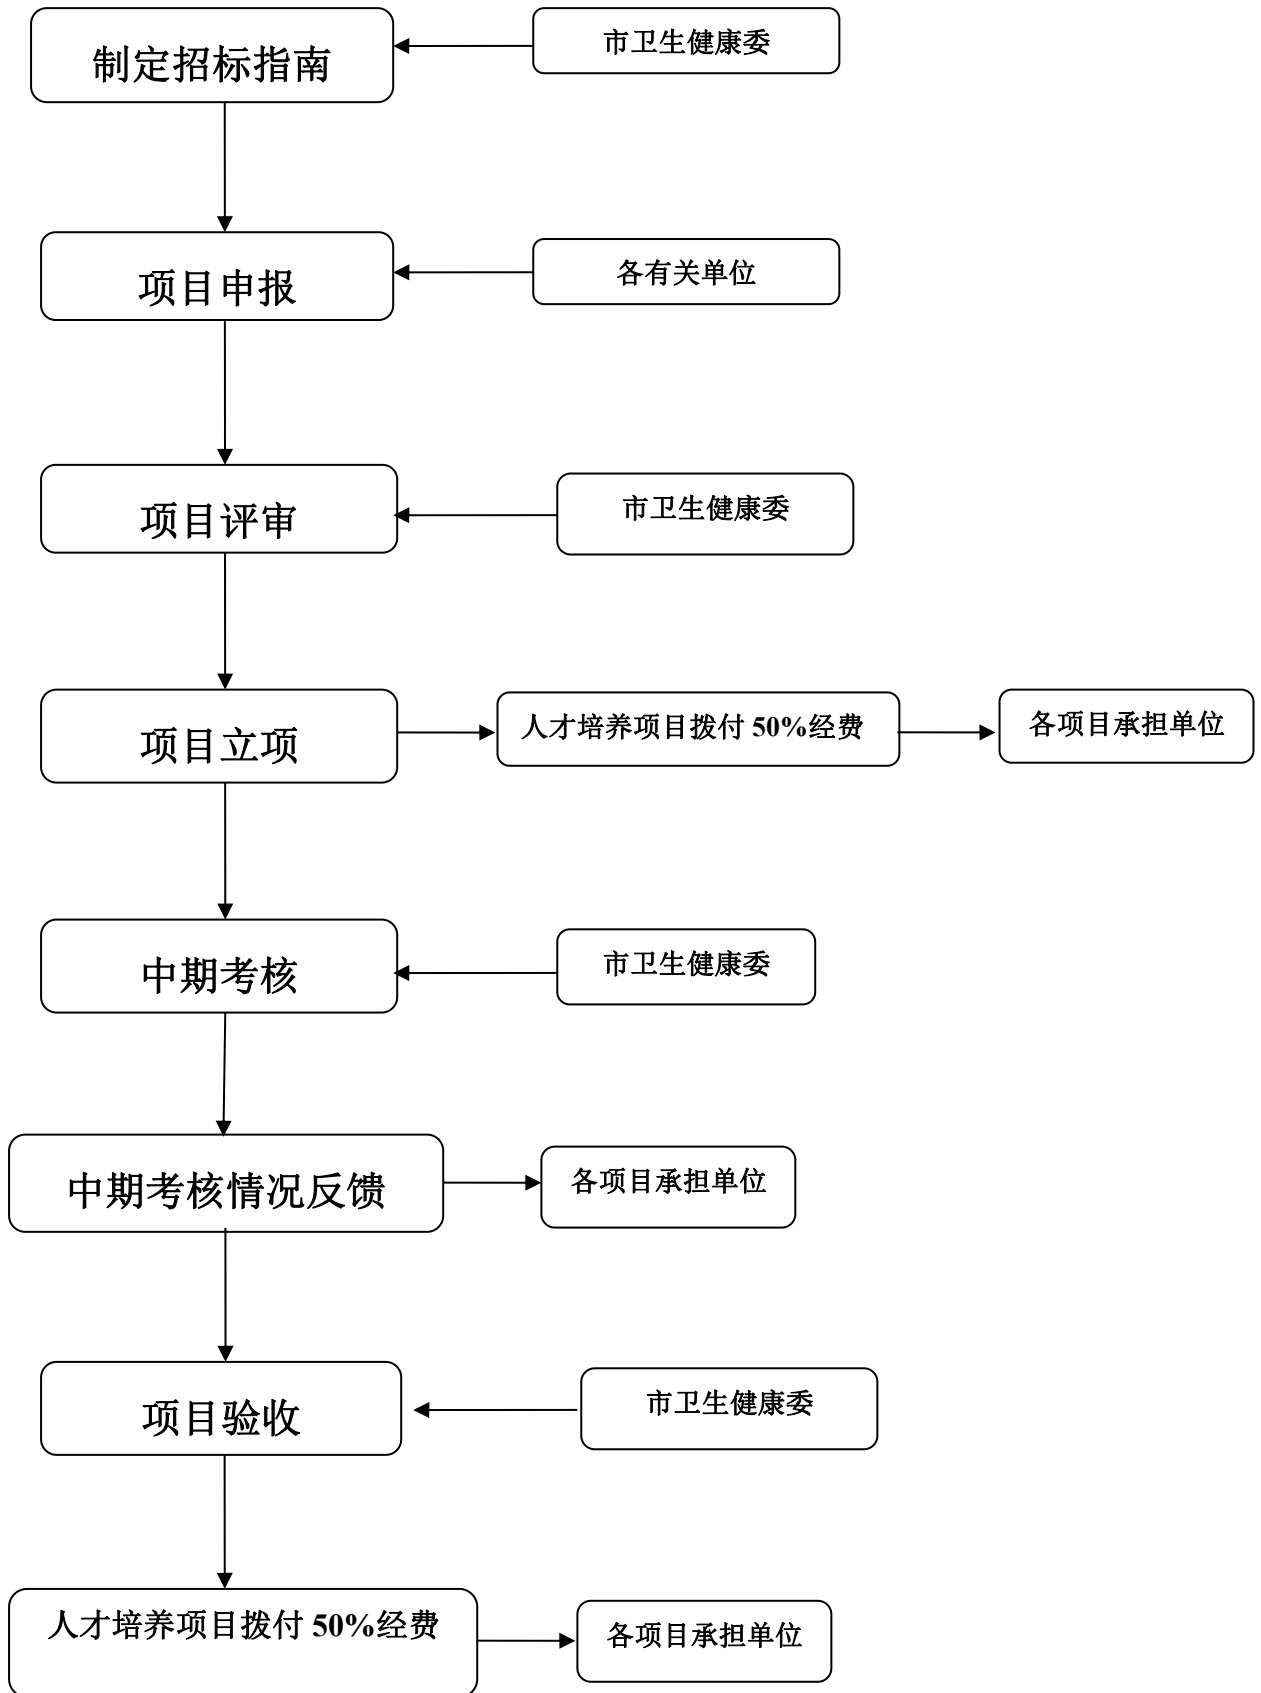 制定招标指南
市卫生健康委
项目申报
各有关单位
项目评审
市卫生健康委
项目立项
人才培养项目拨付 50%经费
各项目承担单位
中期考核
市卫生健康委
中期考核情况反馈
各项目承担单位
项目验收
市卫生健康委
人才培养项目拨付 50%经费
各项目承担单位